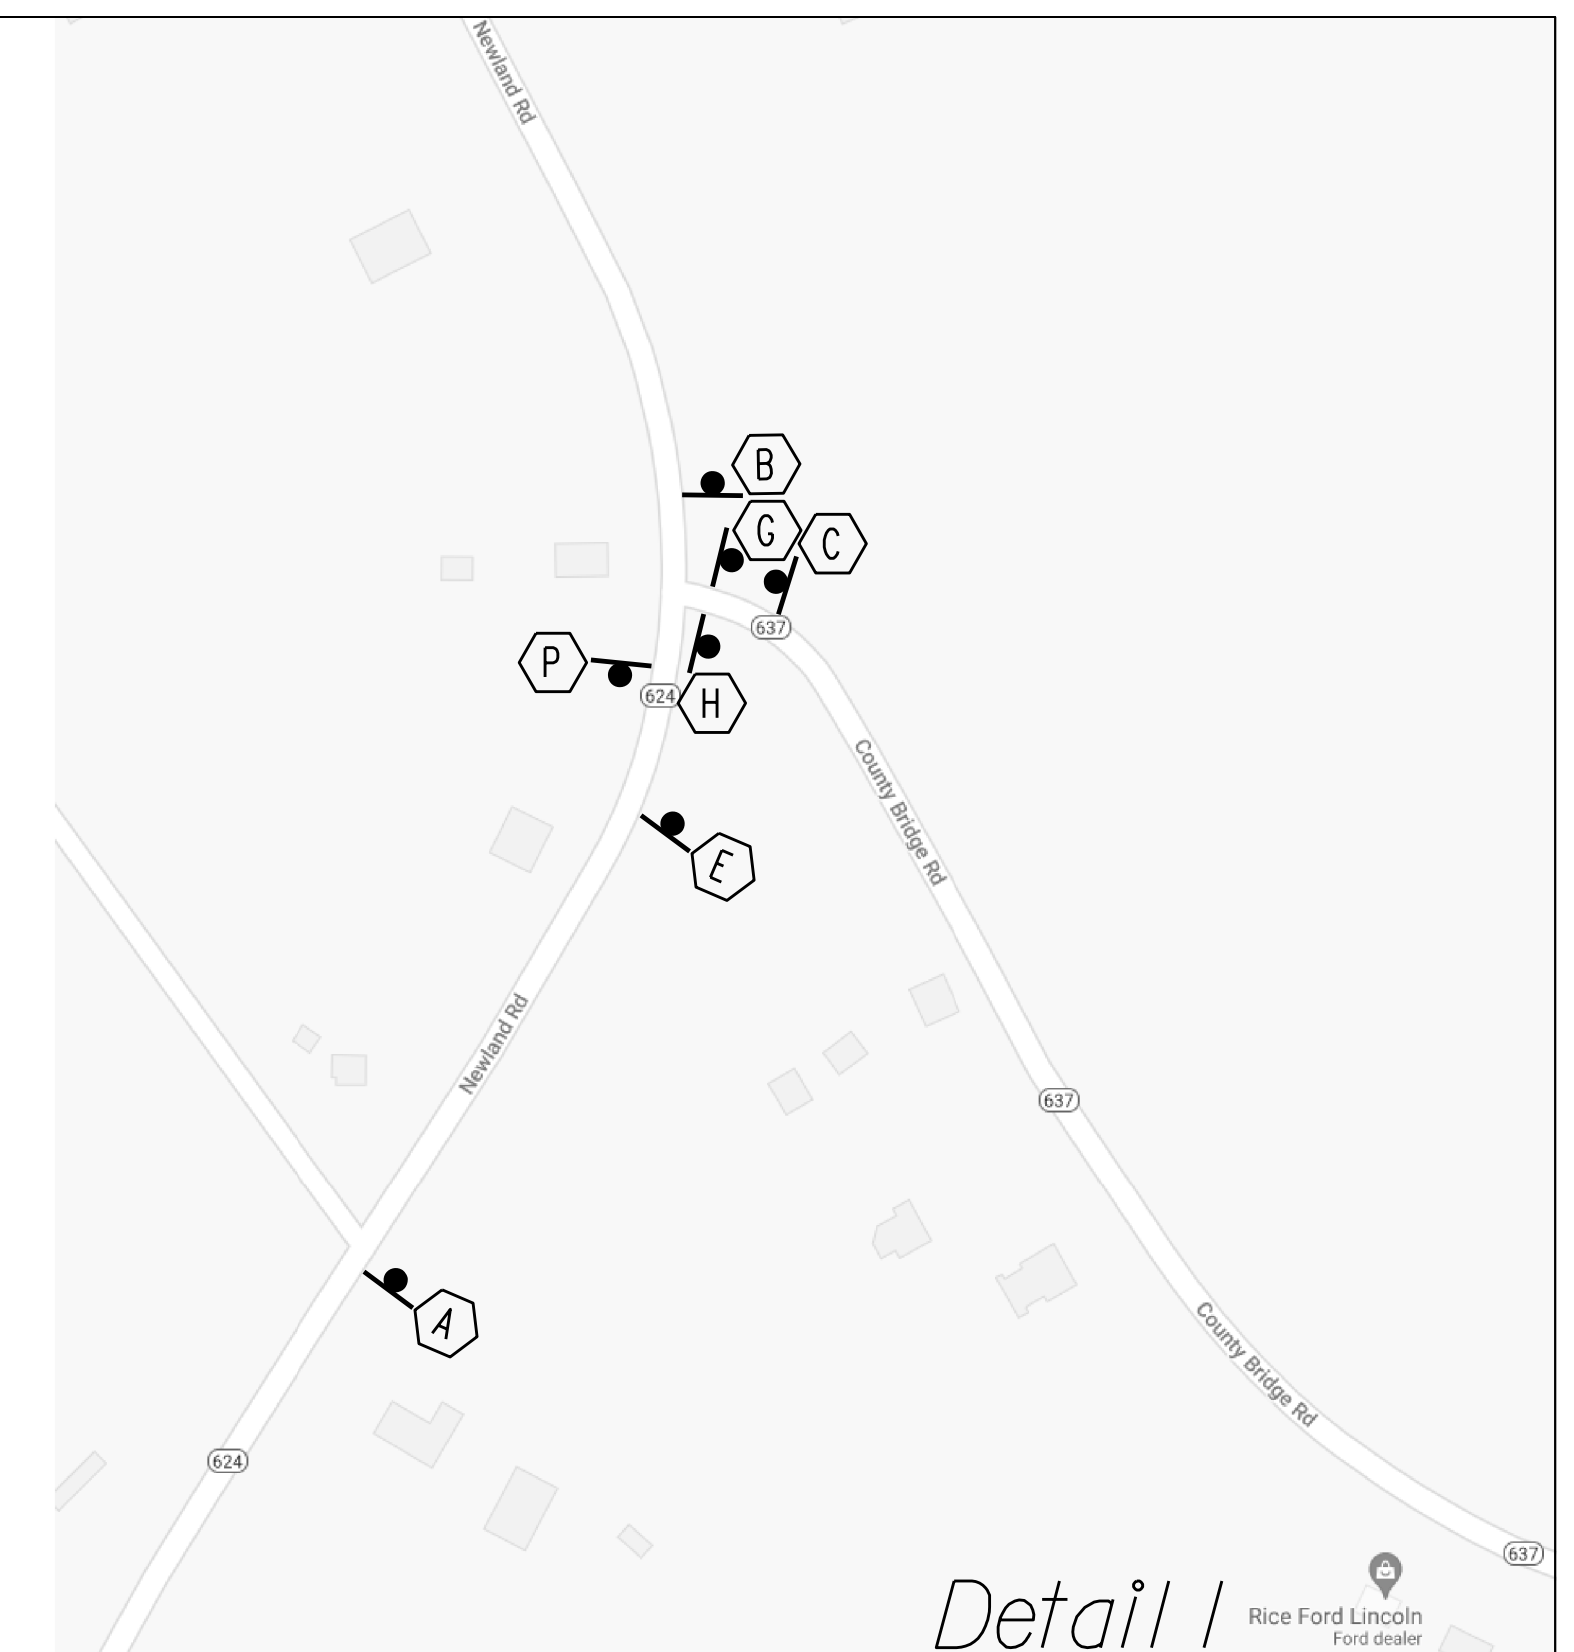 Newland Rd
B
G
C
637
P
624
H
County Bridge Rd
E
Newland Rd
637
A
County Bridge Rd
624
637
Detail 1
Rice Ford Lincoln
Ford dealer